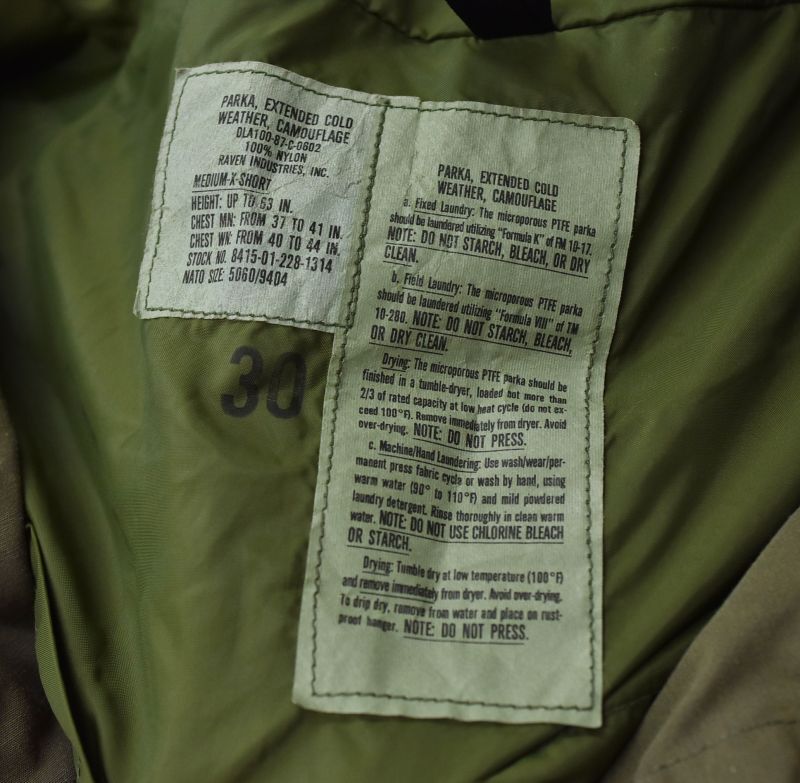 PARKA, EXTENDED COLD
WEATHER, CAMOUFLAGE
DLA100-87-C-0602
100% NYLON
RAVEN INDUSTRIES, INC.
MEDIUM-X-SHORT
HEIGHT: UP TO 63 IN.
CHEST MN: FROM 37 TO 41 IN.
CHEST WN: FROM 40 TO 44 IN.
STOCK NO. 8415-01-228-1314
NATO SIZE: 5060/9404
30
PARKA, EXTENDED COLD
WEATHER, CAMOUFLAGE
a. Fixed Laundry: The microporous PTFE parka
should be laundered utilizing "Formula K" of FM 10-17.
NOTE: DO NOT STARCH, BLEACH, OR DRY
CLEAN.
b. Field Laundry: The microporous PTFE parka
should be laundered utilizing "Formula VIII" of TM
10-280. NOTE: DO NOT STARCH, BLEACH,
OR DRY CLEAN.
Drying: The microporous PTFE parka should be
finished in a tumble-dryer, loaded not more than
2/3 of rated capacity at low heat cycle (do not ex-
ceed 100°F). Remove immediately from dryer. Avoid
over-drying. NOTE: DO NOT PRESS.
c. Machine/Hand Laundering: Use wash/wear/per-
manent press fabric cycle or wash by hand, using
warm water (90° to 110°F) and mild powdered
laundry detergent. Rinse thoroughly in clean warm
water. NOTE: DO NOT USE CHLORINE BLEACH
OR STARCH.
Drying: Tumble dry at low temperature (100°F)
and remove immediately from dryer. Avoid over-drying.
To drip dry, remove from water and place on rust-
proof hanger. NOTE: DO NOT PRESS.